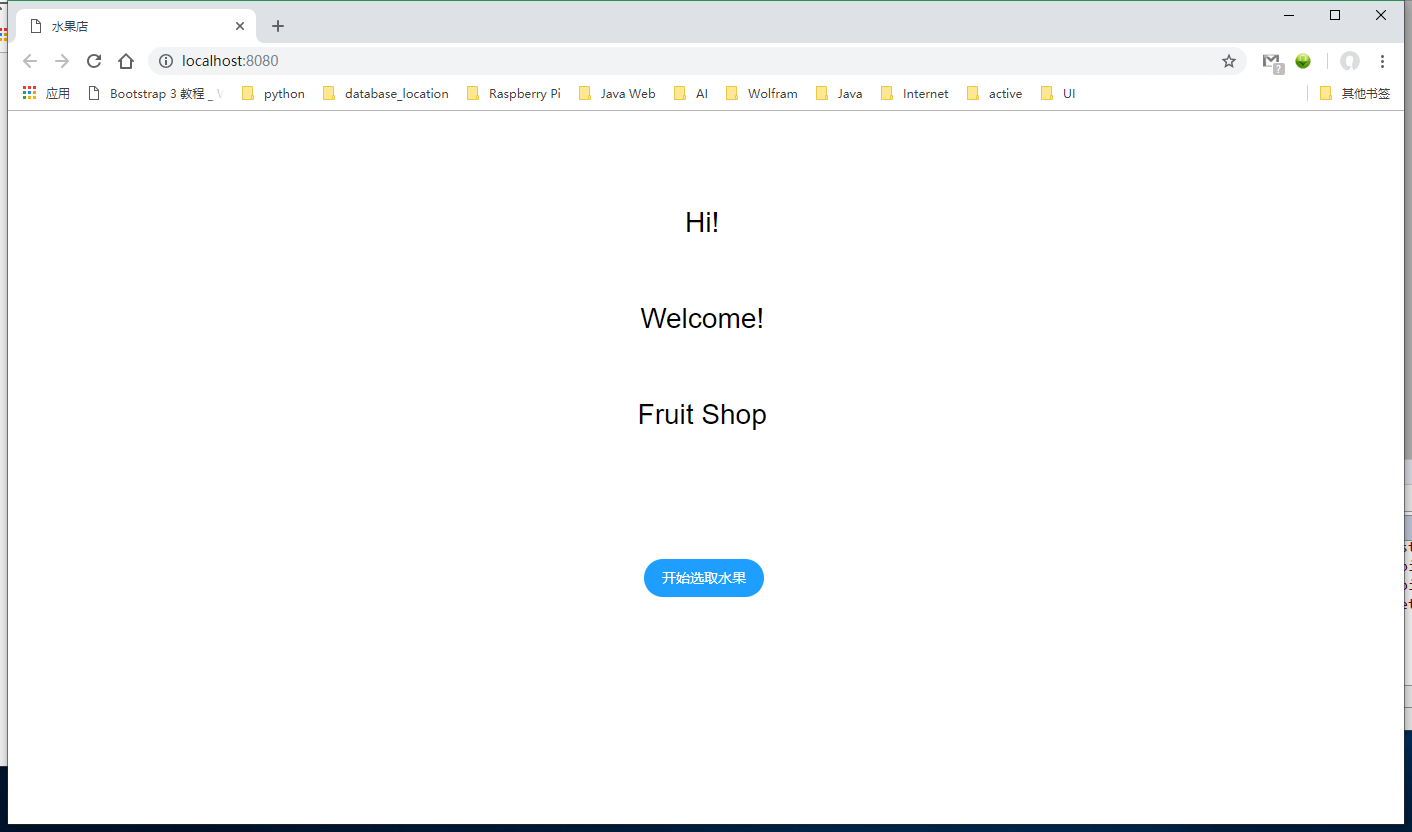 水果店
localhost:8080
应用 Bootstrap 3 教程 _ python database_location Raspberry Pi Java Web AI Wolfram Java Internet active UI 其他书签
Hi!
Welcome!
Fruit Shop
开始选取水果